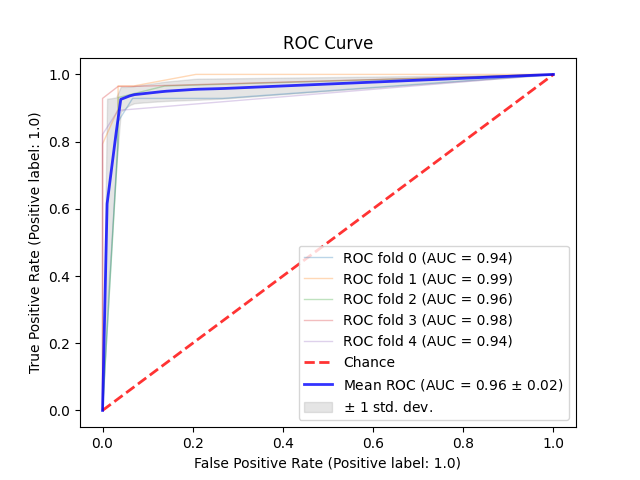 ROC Curve
1.0
0.8
0.6
0.4
0.2
0.0
True Positive Rate (Positive label: 1.0)
ROC fold 0 (AUC = 0.94)
ROC fold 1 (AUC = 0.99)
ROC fold 2 (AUC = 0.96)
ROC fold 3 (AUC = 0.98)
ROC fold 4 (AUC = 0.94)
Chance
Mean ROC (AUC = 0.96 ± 0.02)
± 1 std. dev.
0.0 0.2 0.4 0.6 0.8 1.0
False Positive Rate (Positive label: 1.0)